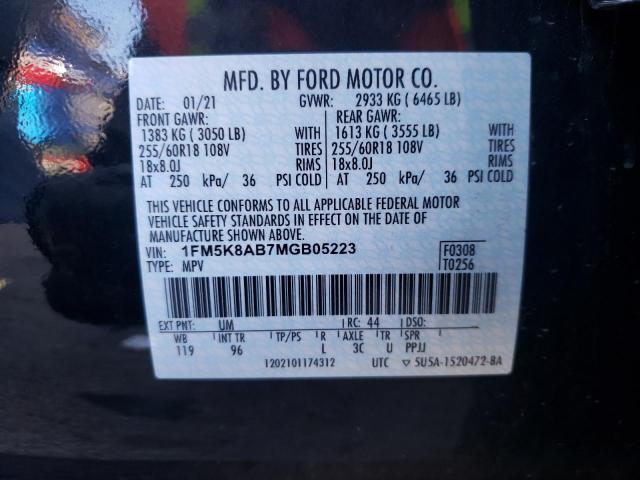 MFD. BY FORD MOTOR CO.
DATE: 01/21 GVWR: 2933 KG ( 6465 LB)
FRONT GAWR: REAR GAWR:
1383 KG ( 3050 LB) WITH 1613 KG ( 3555 LB) WITH
255/60R18 108V TIRES 255/60R18 108V TIRES
18x8.0J RIMS 18x8.0J RIMS
AT 250 kPa/ 36 PSI COLD AT 250 kPa/ 36 PSI COLD
THIS VEHICLE CONFORMS TO ALL APPLICABLE FEDERAL MOTOR
VEHICLE SAFETY STANDARDS IN EFFECT ON THE DATE OF
MANUFACTURE SHOWN ABOVE.
VIN: 1FM5K8AB7MGB05223 F0308
TYPE: MPV T0256
EXT PNT: UM RC: 44 DSO:
WB INT TR TP/PS R AXLE TR SPR
119 96 L 3C U PPJJ
1202101174312 UTC ▽ 5U5A-1520472-BA